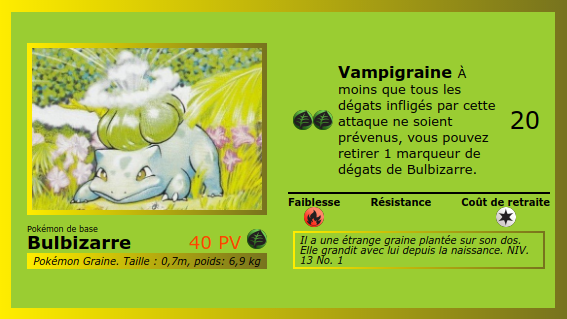 Pokémon de base
Bulbizarre 40 PV
Pokémon Graine. Taille : 0,7m, poids: 6,9 kg
Vampigraine À
moins que tous les
dégats infligés par cette
attaque ne soient
prévenus, vous pouvez
retirer 1 marqueur de
dégats de Bulbizarre.
20
Faiblesse Résistance Coût de retraite
Il a une étrange graine plantée sur son dos.
Elle grandit avec lui depuis la naissance. NIV.
13 No. 1